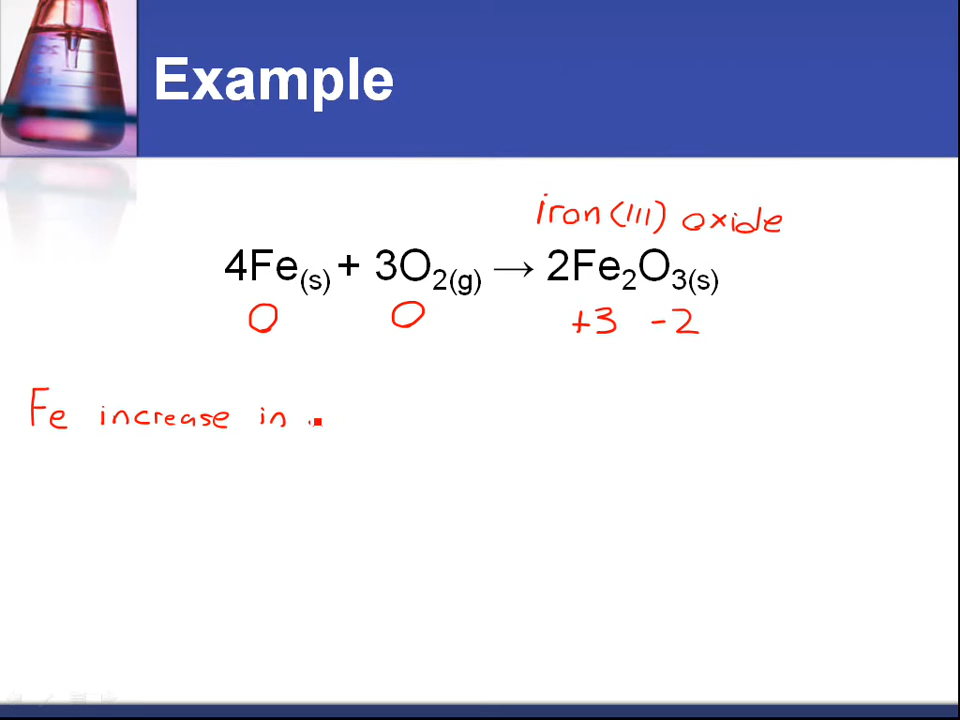 Example
iron (III) oxide
4Fe(s) + 3O2(g) → 2Fe2O3(s)
0 0 +3 -2
Fe increase in